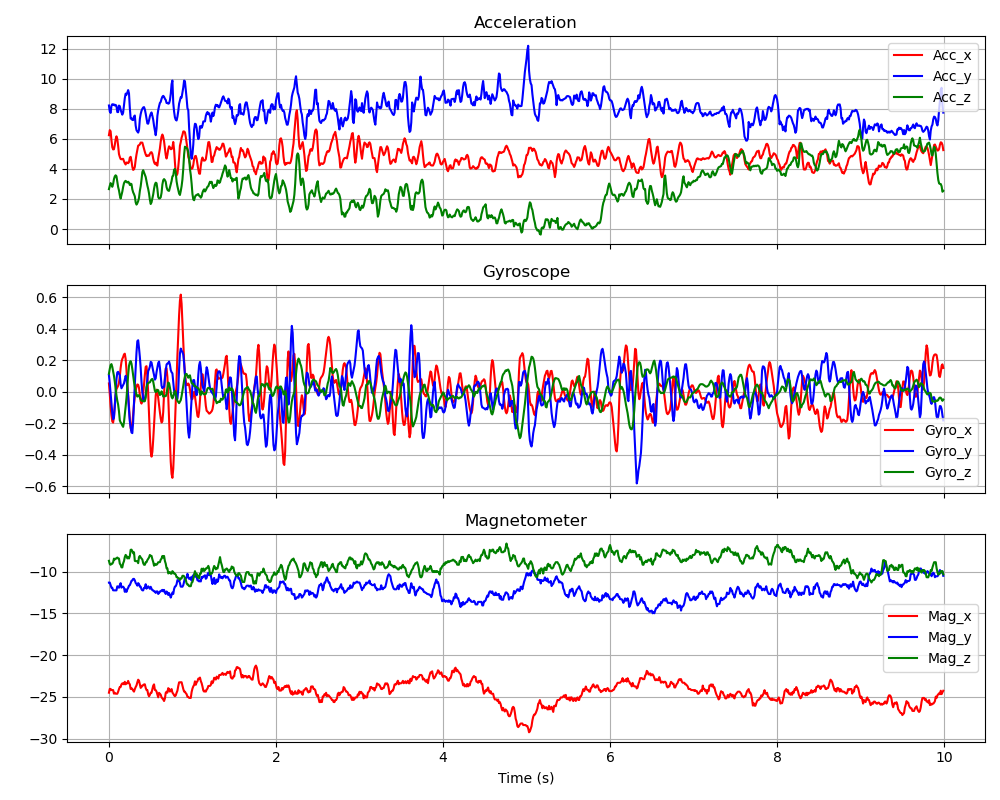 Acceleration
12
10
8
6
4
2
0
Acc_x
Acc_y
Acc_z
Gyroscope
0.6
0.4
0.2
0.0
−0.2
−0.4
−0.6
Gyro_x
Gyro_y
Gyro_z
Magnetometer
−10
−15
−20
−25
−30
Mag_x
Mag_y
Mag_z
0 2 4 6 8 10
Time (s)